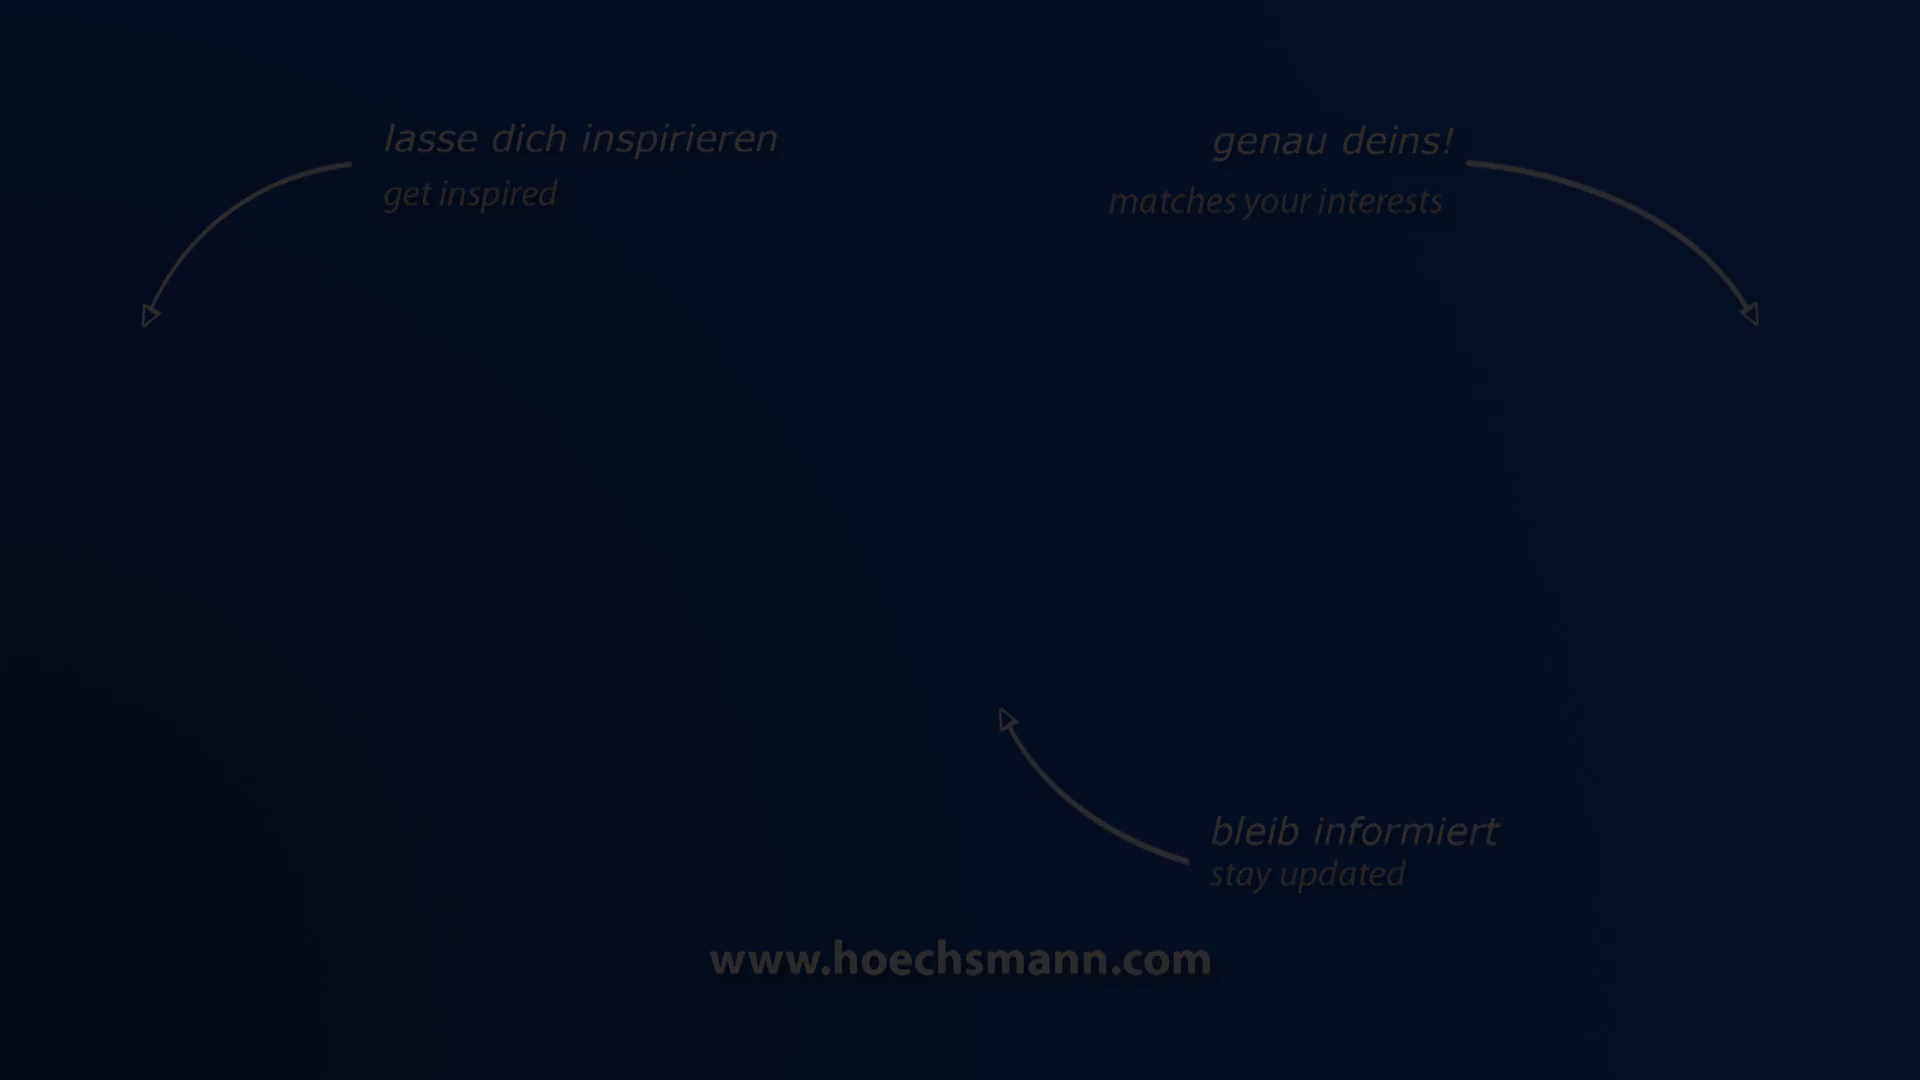 lasse dich inspirieren
get inspired
genau deins!
matches your interests
bleib informiert
stay updated
www.hoechsmann.com